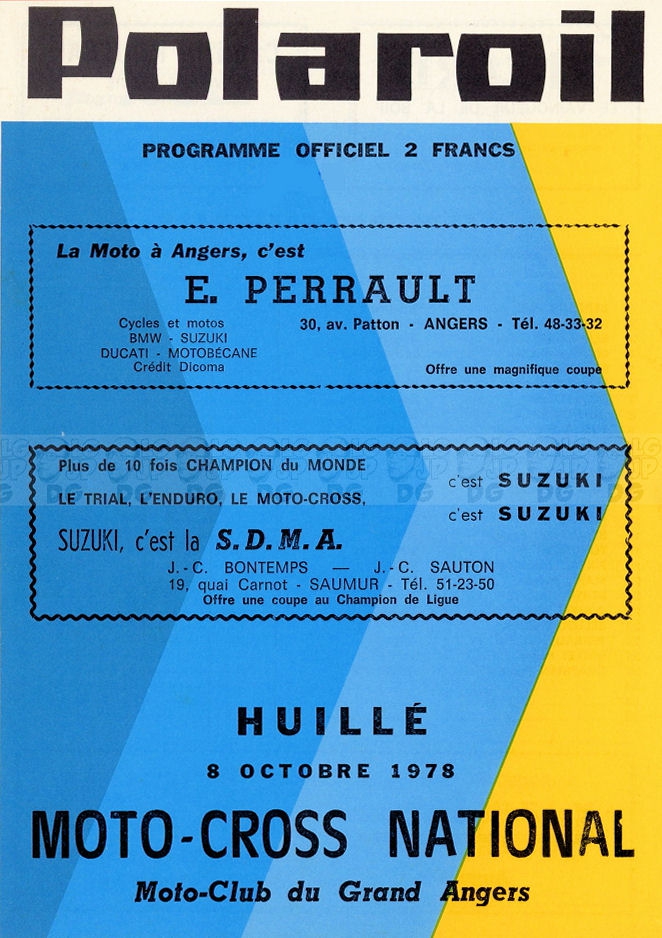 Polaroil
PROGRAMME OFFICIEL 2 FRANCS
La Moto à Angers, c'est
E. PERRAULT
Cycles et motos
BMW - SUZUKI
DUCATI - MOTOBÉCANE
Crédit Dicoma
30, av. Patton - ANGERS - Tél. 48-33-32
Offre une magnifique coupe
Plus de 10 fois CHAMPION du MONDE
c'est SUZUKI
LE TRIAL, L'ENDURO, LE MOTO-CROSS,
c'est SUZUKI
SUZUKI, c'est la S.D.M.A.
J.-C. BONTEMPS — J.-C. SAUTON
19, quai Carnot - SAUMUR - Tél. 51-23-50
Offre une coupe au Champion de Ligue
HUILLÉ
8 OCTOBRE 1978
MOTO-CROSS NATIONAL
Moto-Club du Grand Angers